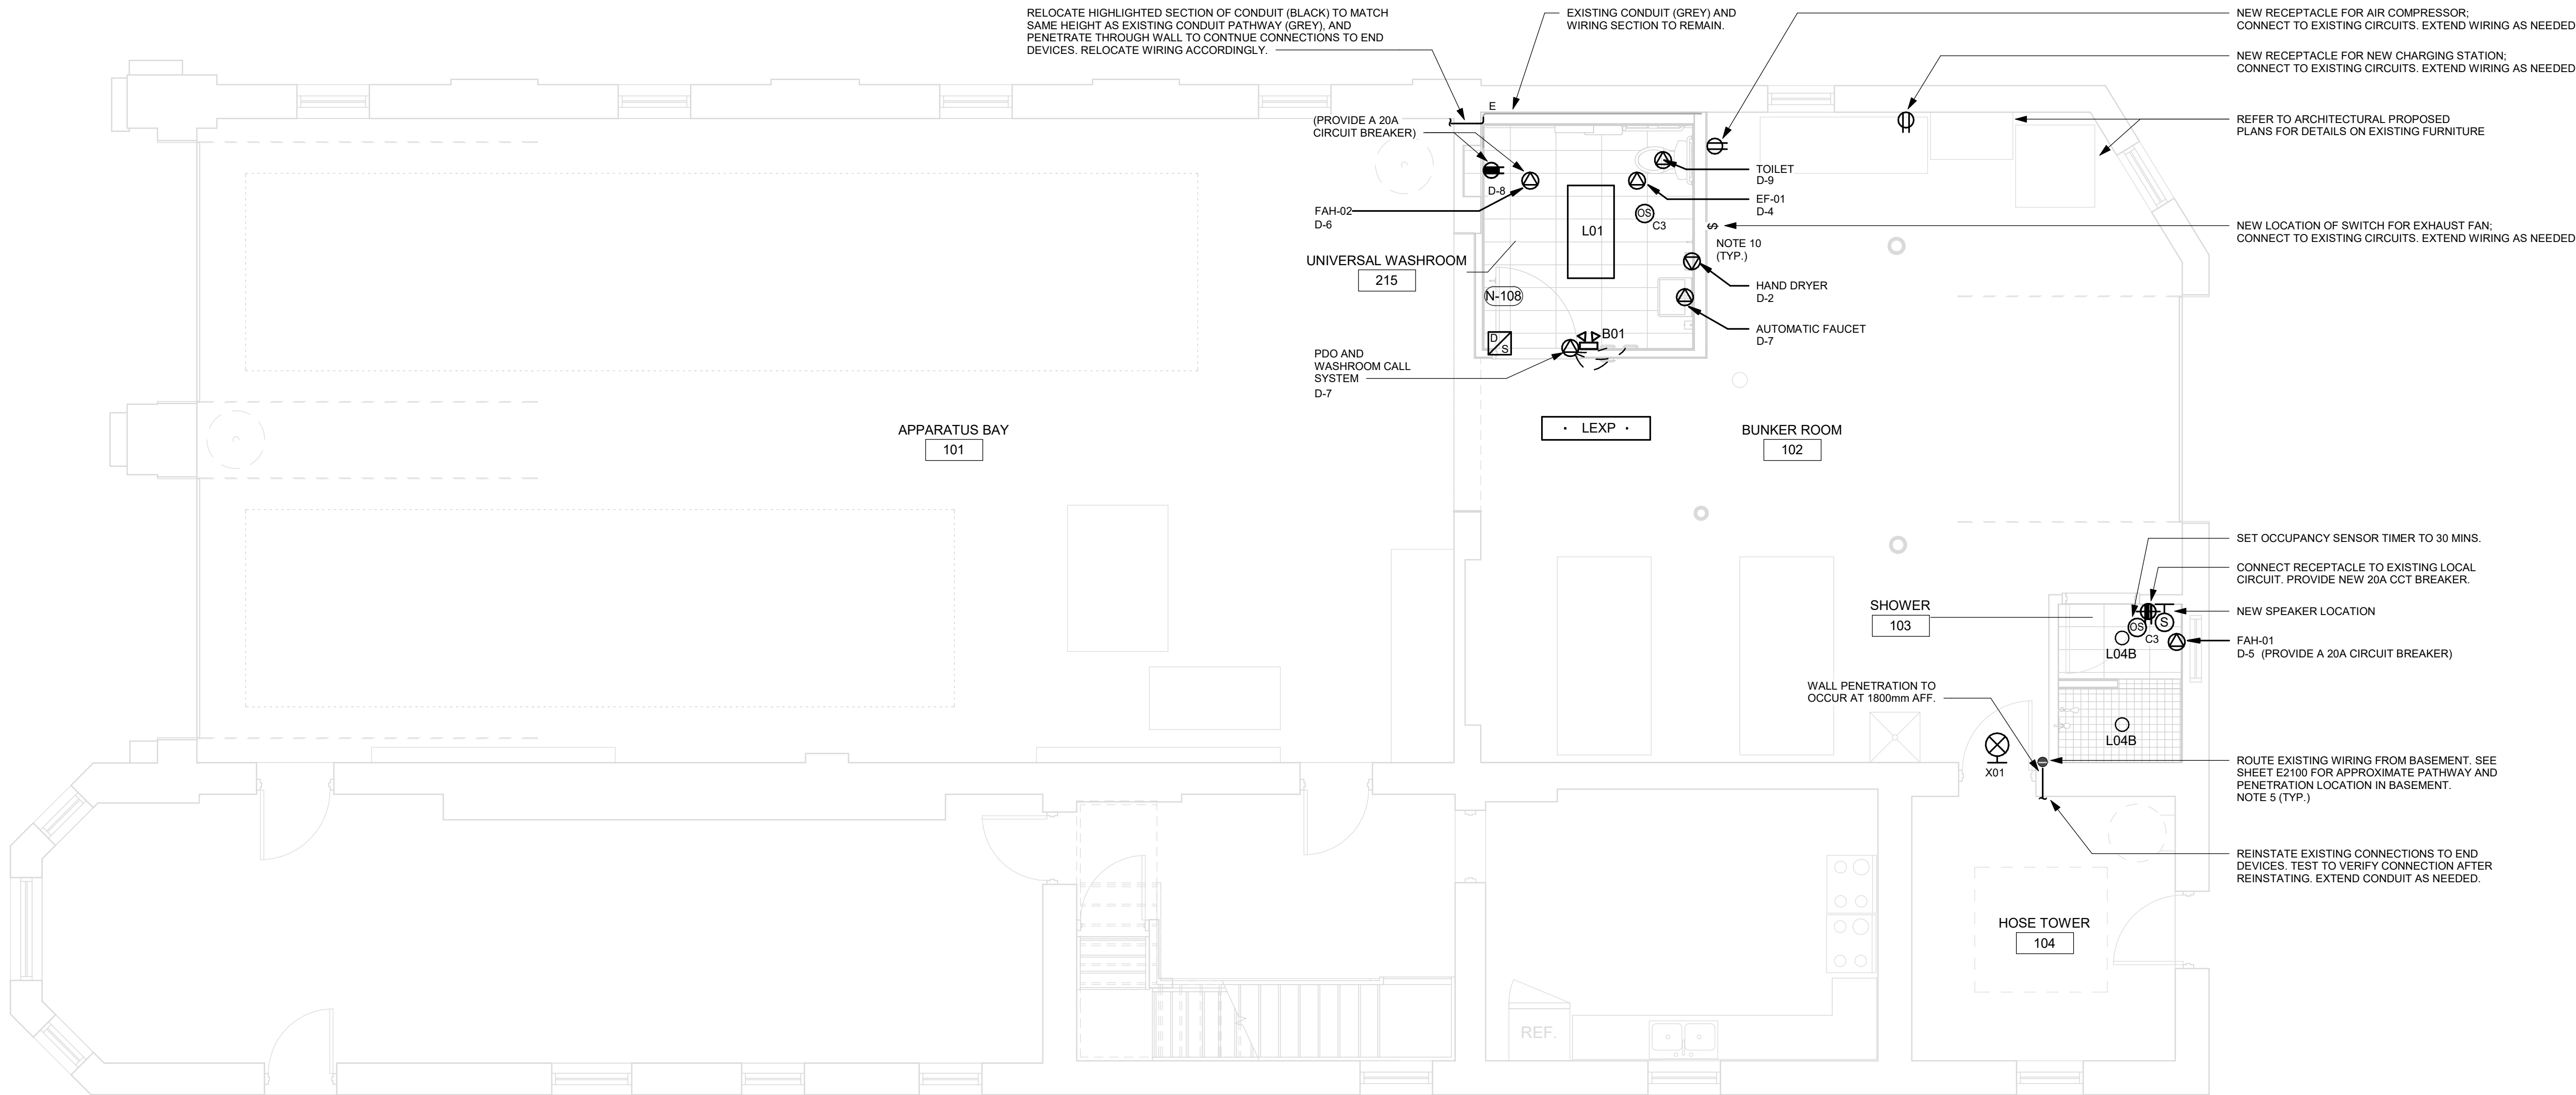 RELOCATE HIGHLIGHTED SECTION OF CONDUIT (BLACK) TO MATCH
SAME HEIGHT AS EXISTING CONDUIT PATHWAY (GREY), AND
PENETRATE THROUGH WALL TO CONTNUE CONNECTIONS TO END
DEVICES. RELOCATE WIRING ACCORDINGLY.
EXISTING CONDUIT (GREY) AND
WIRING SECTION TO REMAIN.
NEW RECEPTACLE FOR AIR COMPRESSOR;
CONNECT TO EXISTING CIRCUITS. EXTEND WIRING AS NEEDED
NEW RECEPTACLE FOR NEW CHARGING STATION;
CONNECT TO EXISTING CIRCUITS. EXTEND WIRING AS NEEDED
REFER TO ARCHITECTURAL PROPOSED
PLANS FOR DETAILS ON EXISTING FURNITURE
NEW LOCATION OF SWITCH FOR EXHAUST FAN;
CONNECT TO EXISTING CIRCUITS. EXTEND WIRING AS NEEDED
E
(PROVIDE A 20A
CIRCUIT BREAKER)
D-8
FAH-02
D-6
TOILET
D-9
EF-01
D-4
OS
C3
L01
$
NOTE 10
(TYP.)
UNIVERSAL WASHROOM
215
HAND DRYER
D-2
N-108
AUTOMATIC FAUCET
D-7
D
S
B01
PDO AND
WASHROOM CALL
SYSTEM
D-7
APPARATUS BAY
101
LEXP
BUNKER ROOM
102
SET OCCUPANCY SENSOR TIMER TO 30 MINS.
CONNECT RECEPTACLE TO EXISTING LOCAL
CIRCUIT. PROVIDE NEW 20A CCT BREAKER.
NEW SPEAKER LOCATION
SHOWER
103
OS
S
C3
L04B
FAH-01
D-5 (PROVIDE A 20A CIRCUIT BREAKER)
WALL PENETRATION TO
OCCUR AT 1800mm AFF.
L04B
X01
ROUTE EXISTING WIRING FROM BASEMENT. SEE
SHEET E2100 FOR APPROXIMATE PATHWAY AND
PENETRATION LOCATION IN BASEMENT.
NOTE 5 (TYP.)
REINSTATE EXISTING CONNECTIONS TO END
DEVICES. TEST TO VERIFY CONNECTION AFTER
REINSTATING. EXTEND CONDUIT AS NEEDED.
HOSE TOWER
104
REF.